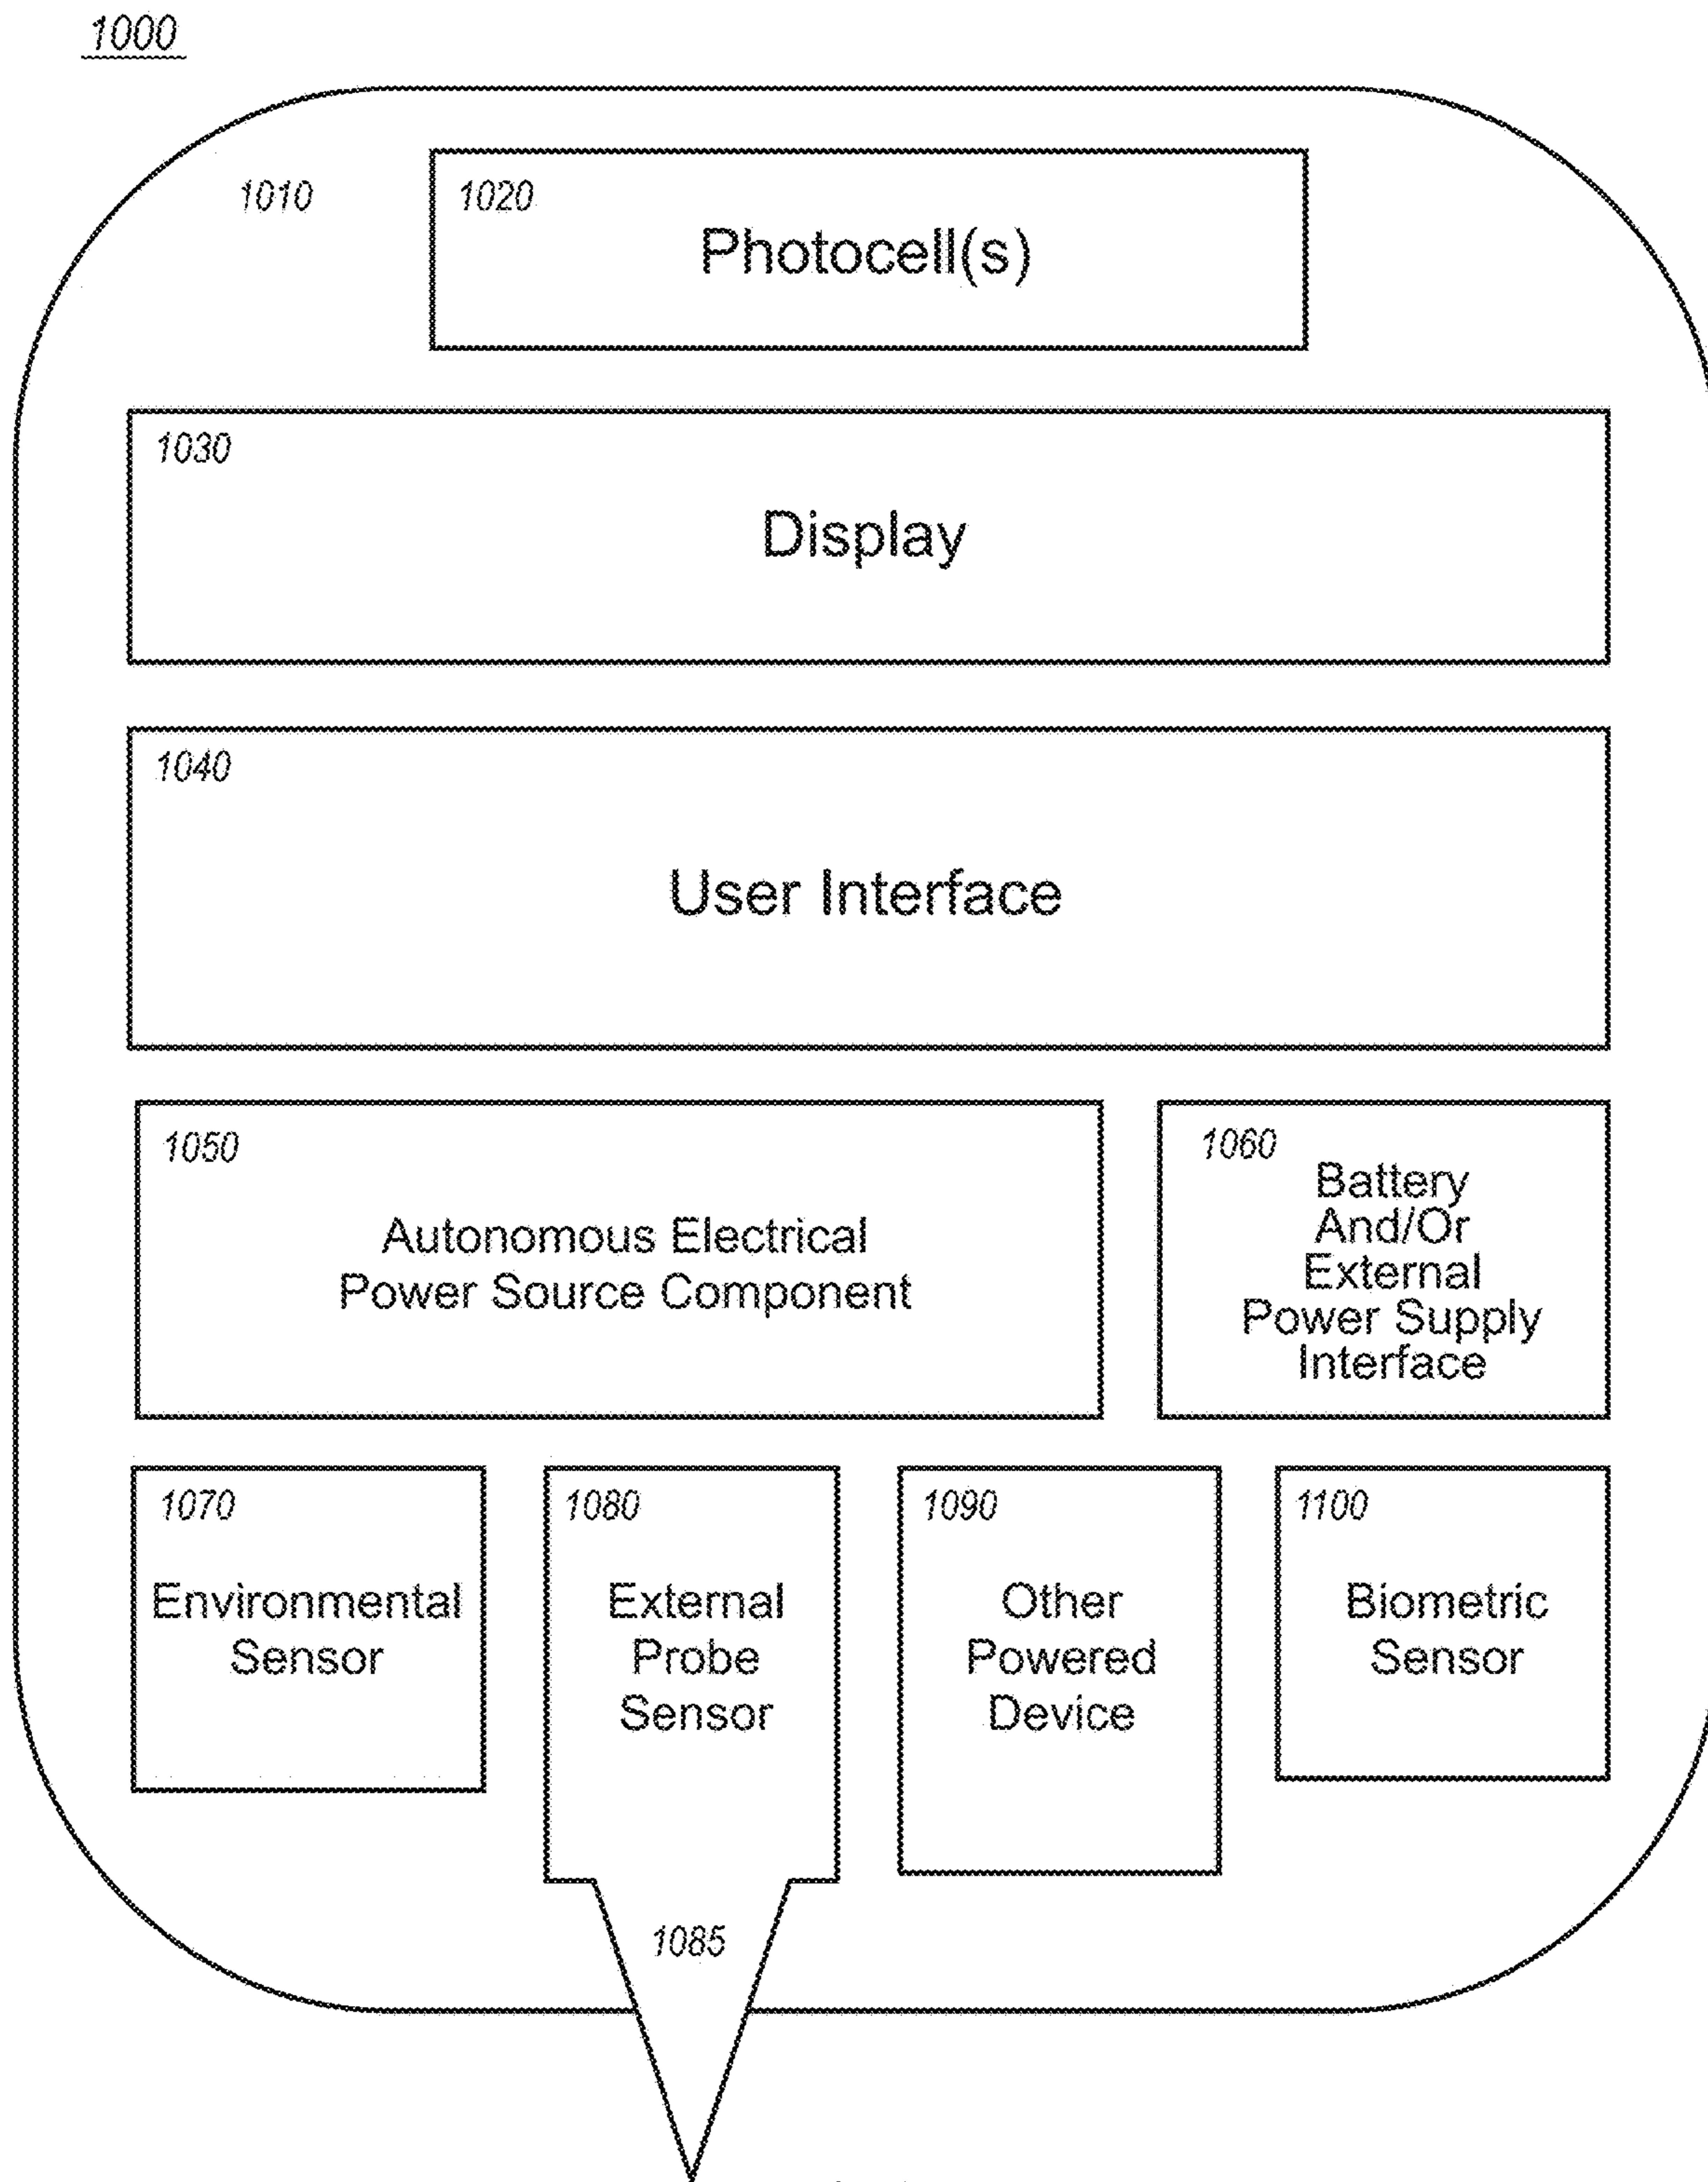 1000
1010
1020
Photocell(s)
1030
Display
1040
User Interface
1050
Autonomous Electrical
Power Source Component
1060
Battery
And/Or
External
Power Supply
Interface
1070
Environmental
Sensor
1080
External
Probe
Sensor
1085
1090
Other
Powered
Device
1100
Biometric
Sensor